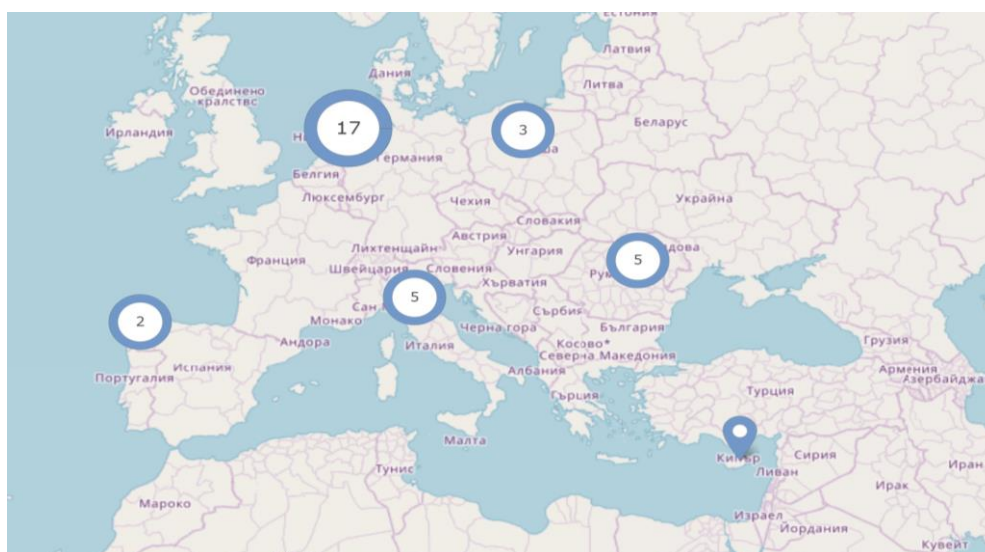 Естония
Латвия
Дания
Литва
Обединено
кралство
Беларус
Ирландия
17
3
Германия
Белгия
Люксембург
Чехия
Украйна
Словакия
Австрия
Лихтенщайн
Унгария
Франция
5
Швейцария
Словения
Хърватия
5
Сърбия
2
Монако
Черна гора
България
Андора
Италия
Косово*
Северна Македония
Грузия
Испания
Португалия
Албания
Армения
Гърция
Турция
Малта
Кипър
Сирия
Тунис
Ливан
Иран
Мароко
Ирак
Израел
Йордания
Кувейт